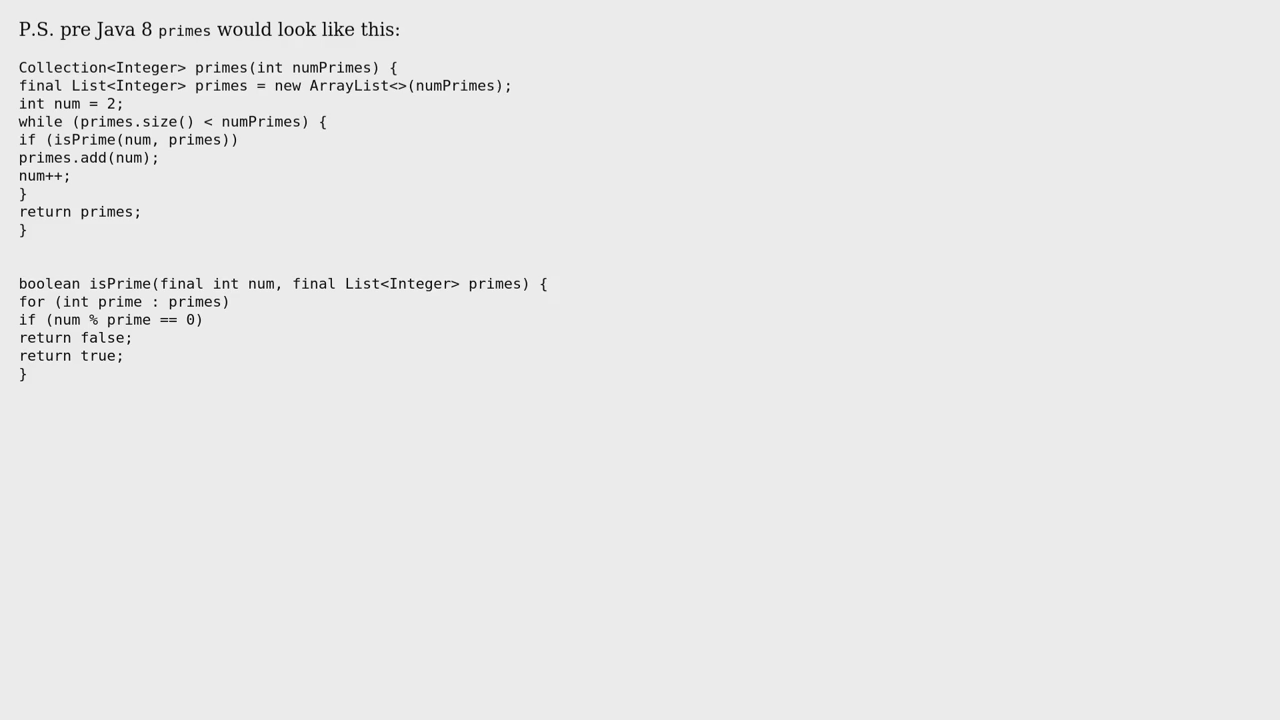 P.S. pre Java 8 primes would look like this:
Collection<Integer> primes(int numPrimes) {
final List<Integer> primes = new ArrayList<>(numPrimes);
int num = 2;
while (primes.size() < numPrimes) {
if (isPrime(num, primes))
primes.add(num);
num++;
}
return primes;
}
boolean isPrime(final int num, final List<Integer> primes) {
for (int prime : primes)
if (num % prime == 0)
return false;
return true;
}